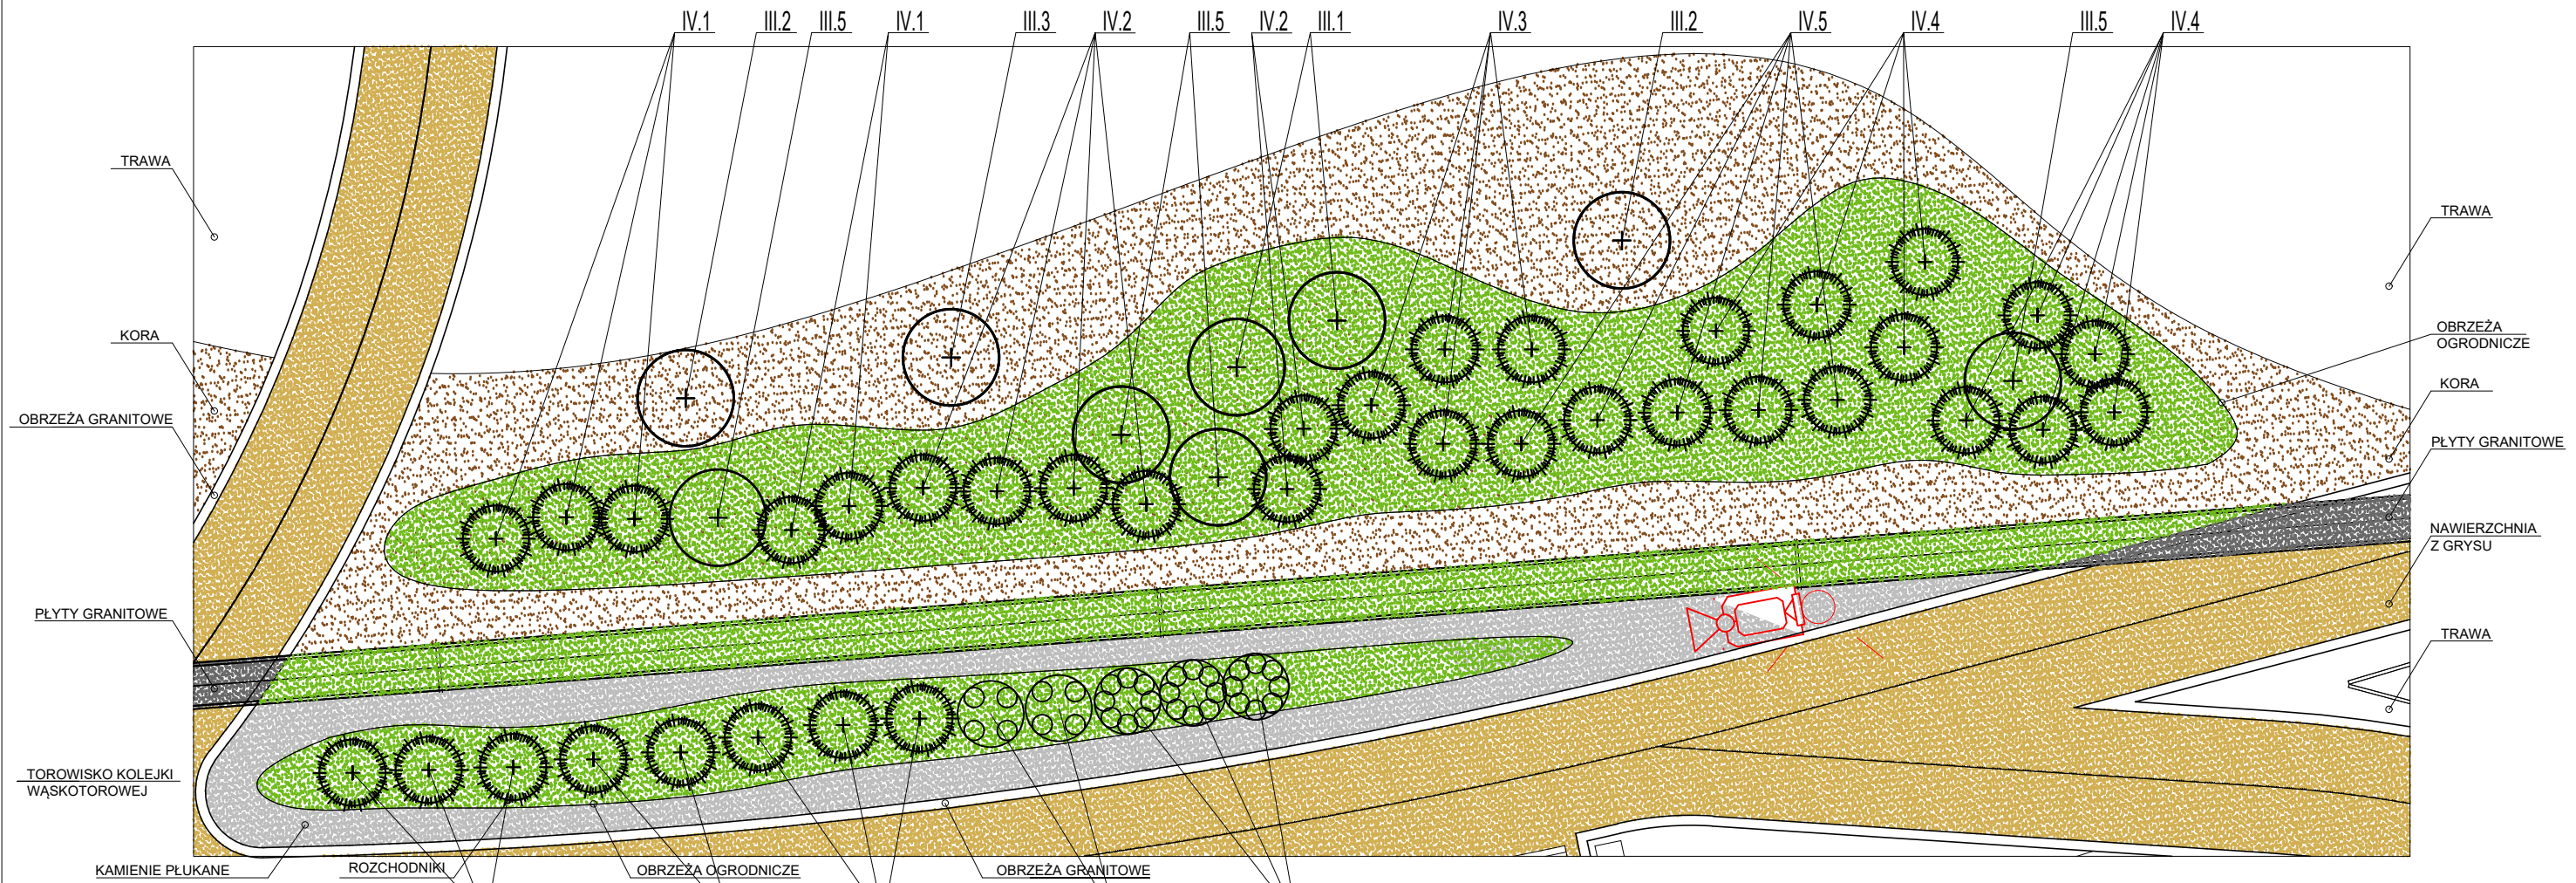 IV.1 III.2 III.5 IV.1 III.3 IV.2 III.5 IV.2 III.1 IV.3 III.2 IV.5 IV.4 III.5 IV.4
TRAWA
KORA
OBRZEŻA GRANITOWE
PŁYTY GRANITOWE
TOROWISKO KOLEJKI
WĄSKOTOROWEJ
KAMIENIE PŁUKANE
ROZCHODNIKI
OBRZEŻA OGRODNICZE
OBRZEŻA GRANITOWE
TRAWA
OBRZEŻA
OGRODNICZE
KORA
PŁYTY GRANITOWE
NAWIERZCHNIA
Z GRYSU
TRAWA